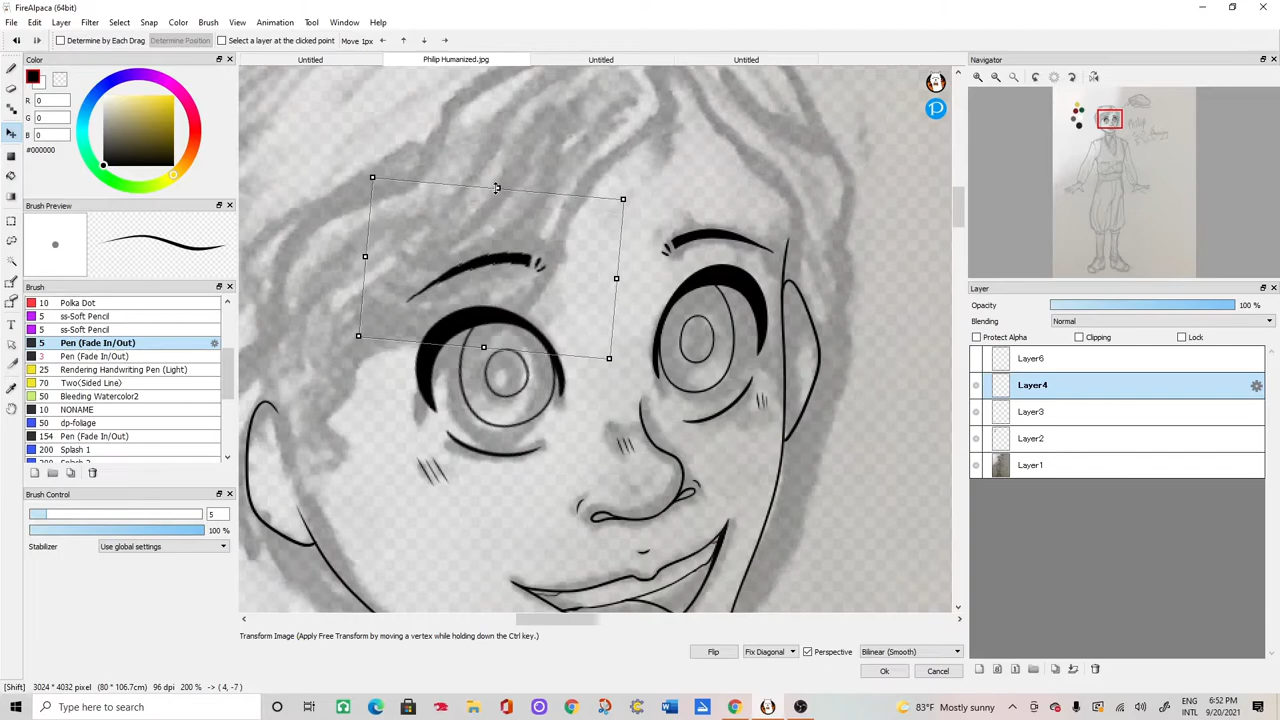 FireAlpaca (64bit)
File Edit Layer Filter Select Snap Color Brush View Animation Tool Window Help
Determine by Each Drag Determine Position Select a layer at the clicked point Move 1px
Color
R 0
G 0
B 0
#000000
Brush Preview
Brush
10 Polka Dot
5 ss-Soft Pencil
5 ss-Soft Pencil
5 Pen (Fade In/Out)
3 Pen (Fade In/Out)
25 Rendering Handwriting Pen (Light)
70 Two(Sided Line)
50 Bleeding Watercolor2
10 NONAME
50 dp-foliage
154 Pen (Fade In/Out)
200 Splash 1
200 Splash 2
Brush Control
5
100 %
Stabilizer Use global settings
Untitled Philip Humanized.jpg Untitled Untitled
Transform Image (Apply Free Transform by moving a vertex while holding down the Ctrl key.)
Flip Fix Diagonal Perspective Bilinear (Smooth)
Ok Cancel
[Shift] 3024 * 4032 pixel (80 * 106.7cm) 96 dpi 200 % -> ( 4, -7 )
Navigator
Layer
Opacity 100 %
Blending Normal
Protect Alpha Clipping Lock
Layer6
Layer4
Layer3
Layer2
Layer1
Type here to search
83°F Mostly sunny
ENG
INTL
6:52 PM
9/20/2021